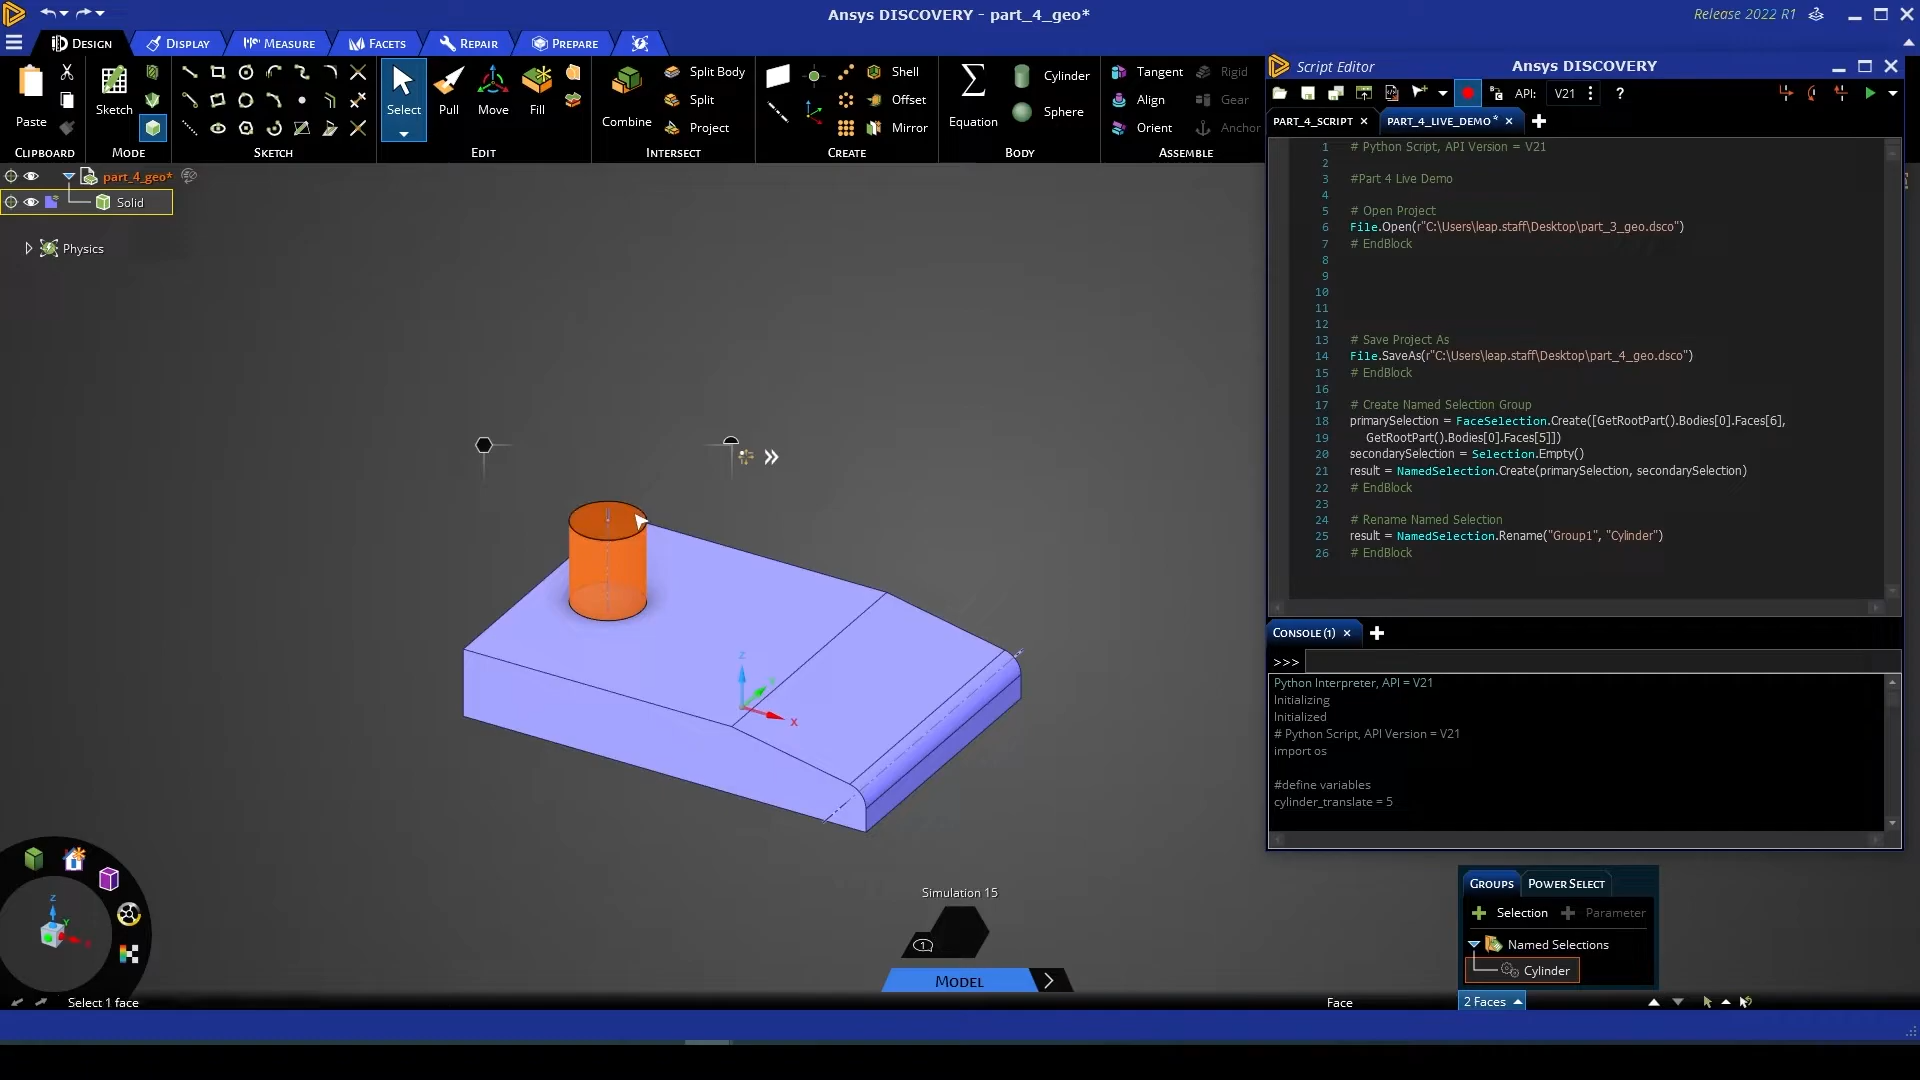 Ansys DISCOVERY - part_4_geo*
Release 2022 R1
DESIGN
DISPLAY
MEASURE
FACETS
REPAIR
PREPARE
Paste
CLIPBOARD
Sketch
MODE
SKETCH
Select
Pull
Move
Fill
EDIT
Combine
Split Body
Split
Project
INTERSECT
Shell
Offset
Mirror
CREATE
Equation
Cylinder
Sphere
BODY
Tangent
Align
Orient
Rigid
Gear
Anchor
ASSEMBLE
part_4_geo*
Solid
Physics
Script Editor
Ansys DISCOVERY
API:
V21
?
PART_4_SCRIPT
PART_4_LIVE_DEMO*
1 # Python Script, API Version = V21
2
3 #Part 4 Live Demo
4
5 # Open Project
6 File.Open(r"C:\Users\leap.staff\Desktop\part_3_geo.dsco")
7 # EndBlock
8
9
10
11
12
13 # Save Project As
14 File.SaveAs(r"C:\Users\leap.staff\Desktop\part_4_geo.dsco")
15 # EndBlock
16
17 # Create Named Selection Group
18 primarySelection = FaceSelection.Create([GetRootPart().Bodies[0].Faces[6],
19 GetRootPart().Bodies[0].Faces[5]])
20 secondarySelection = Selection.Empty()
21 result = NamedSelection.Create(primarySelection, secondarySelection)
22 # EndBlock
23
24 # Rename Named Selection
25 result = NamedSelection.Rename("Group1", "Cylinder")
26 # EndBlock
CONSOLE (1)
>>>
Python Interpreter, API = V21
Initializing
Initialized
# Python Script, API Version = V21
import os
#define variables
cylinder_translate = 5
Z
X
Z
Y
Simulation 15
1
MODEL
GROUPS
POWER SELECT
Selection
Parameter
Named Selections
Cylinder
Select 1 face
Face
2 Faces